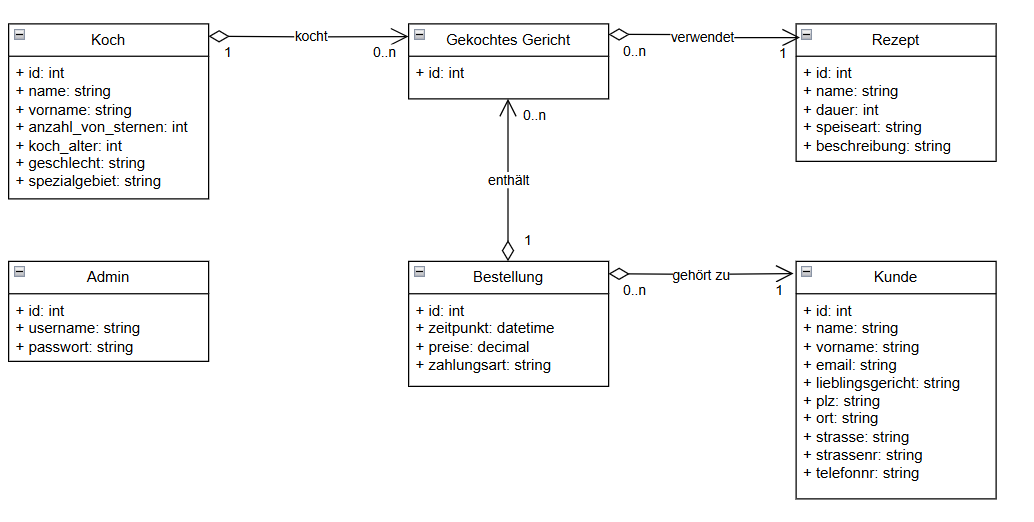 Koch
+ id: int
+ name: string
+ vorname: string
+ anzahl_von_sternen: int
+ koch_alter: int
+ geschlecht: string
+ spezialgebiet: string
kocht
1
0..n
Gekochtes Gericht
+ id: int
verwendet
0..n
1
Rezept
+ id: int
+ name: string
+ dauer: int
+ speiseart: string
+ beschreibung: string
0..n
enthält
1
Admin
+ id: int
+ username: string
+ passwort: string
Bestellung
+ id: int
+ zeitpunkt: datetime
+ preise: decimal
+ zahlungsart: string
gehört zu
0..n
1
Kunde
+ id: int
+ name: string
+ vorname: string
+ email: string
+ lieblingsgericht: string
+ plz: string
+ ort: string
+ strasse: string
+ strassenr: string
+ telefonnr: string